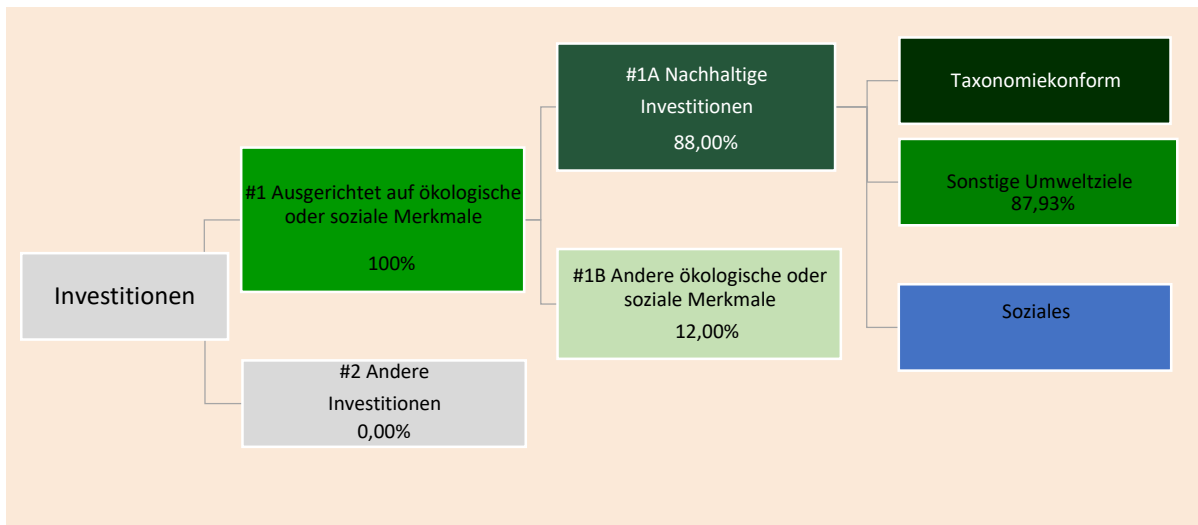 Investitionen
#1 Ausgerichtet auf ökologische
oder soziale Merkmale
100%
#2 Andere
Investitionen
0,00%
#1A Nachhaltige
Investitionen
88,00%
#1B Andere ökologische oder
soziale Merkmale
12,00%
Taxonomiekonform
Sonstige Umweltziele
87,93%
Soziales